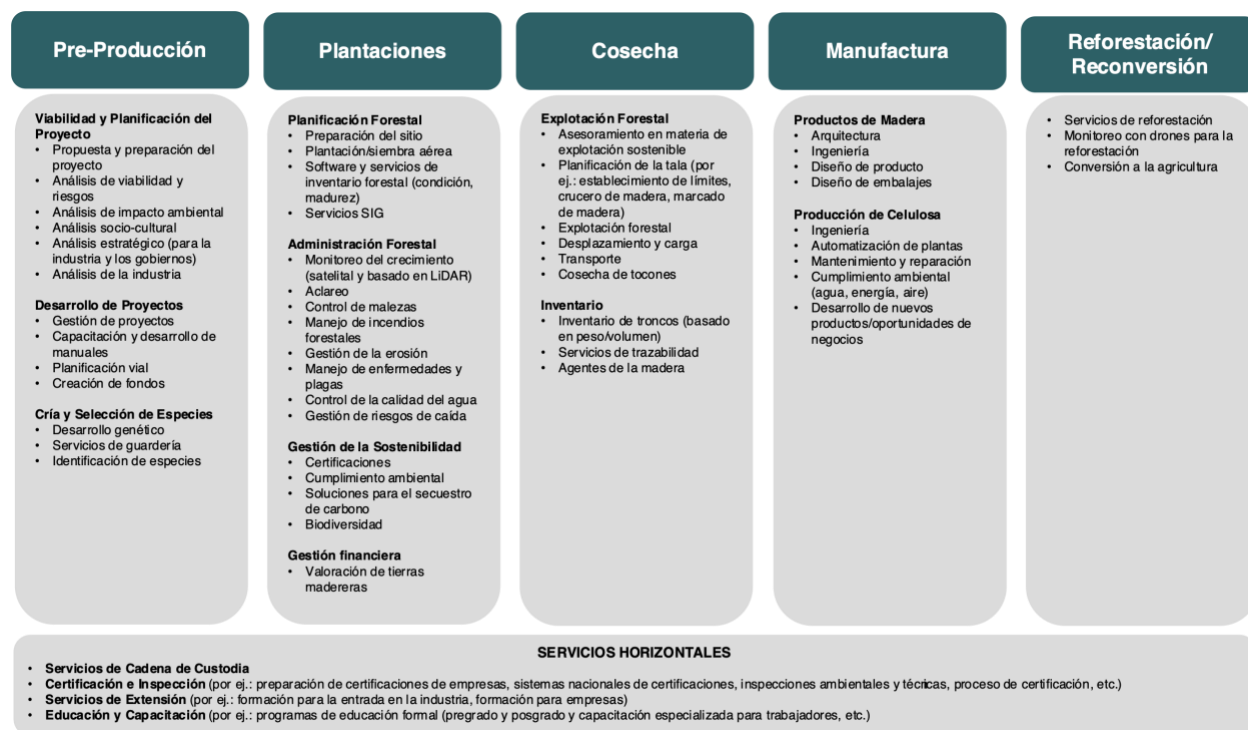 Pre-Producción
Viabilidad y Planificación del
Proyecto
• Propuesta y preparación del
proyecto
• Análisis de viabilidad y
riesgos
• Análisis de impacto ambiental
• Análisis socio-cultural
• Análisis estratégico (para la
industria y los gobiernos)
• Análisis de la industria
Desarrollo de Proyectos
• Gestión de proyectos
• Capacitación y desarrollo de
manuales
• Planificación vial
• Creación de fondos
Cría y Selección de Especies
• Desarrollo genético
• Servicios de guardería
• Identificación de especies
Plantaciones
Planificación Forestal
• Preparación del sitio
• Plantación/siembra aérea
• Software y servicios de
inventario forestal (condición,
madurez)
• Servicios SIG
Administración Forestal
• Monitoreo del crecimiento
(satelital y basado en LiDAR)
• Aclareo
• Control de malezas
• Manejo de incendios
forestales
• Gestión de la erosión
• Manejo de enfermedades y
plagas
• Control de la calidad del agua
• Gestión de riesgos de caída
Gestión de la Sostenibilidad
• Certificaciones
• Cumplimiento ambiental
• Soluciones para el secuestro
de carbono
• Biodiversidad
Gestión financiera
• Valoración de tierras
madereras
Cosecha
Explotación Forestal
• Asesoramiento en materia de
explotación sostenible
• Planificación de la tala (por
ej.: establecimiento de límites,
crucero de madera, marcado
de madera)
• Explotación forestal
• Desplazamiento y carga
• Transporte
• Cosecha de tocones
Inventario
• Inventario de troncos (basado
en peso/volumen)
• Servicios de trazabilidad
• Agentes de la madera
Manufactura
Productos de Madera
• Arquitectura
• Ingeniería
• Diseño de producto
• Diseño de embalajes
Producción de Celulosa
• Ingeniería
• Automatización de plantas
• Mantenimiento y reparación
• Cumplimiento ambiental
(agua, energía, aire)
• Desarrollo de nuevos
productos/oportunidades de
negocios
Reforestación/
Reconversión
• Servicios de reforestación
• Monitoreo con drones para la
reforestación
• Conversión a la agricultura
SERVICIOS HORIZONTALES
• Servicios de Cadena de Custodia
• Certificación e Inspección (por ej.: preparación de certificaciones de empresas, sistemas nacionales de certificaciones, inspecciones ambientales y técnicas, proceso de certificación, etc.)
• Servicios de Extensión (por ej.: formación para la entrada en la industria, formación para empresas)
• Educación y Capacitación (por ej.: programas de educación formal (pregrado y posgrado y capacitación especializada para trabajadores, etc.)